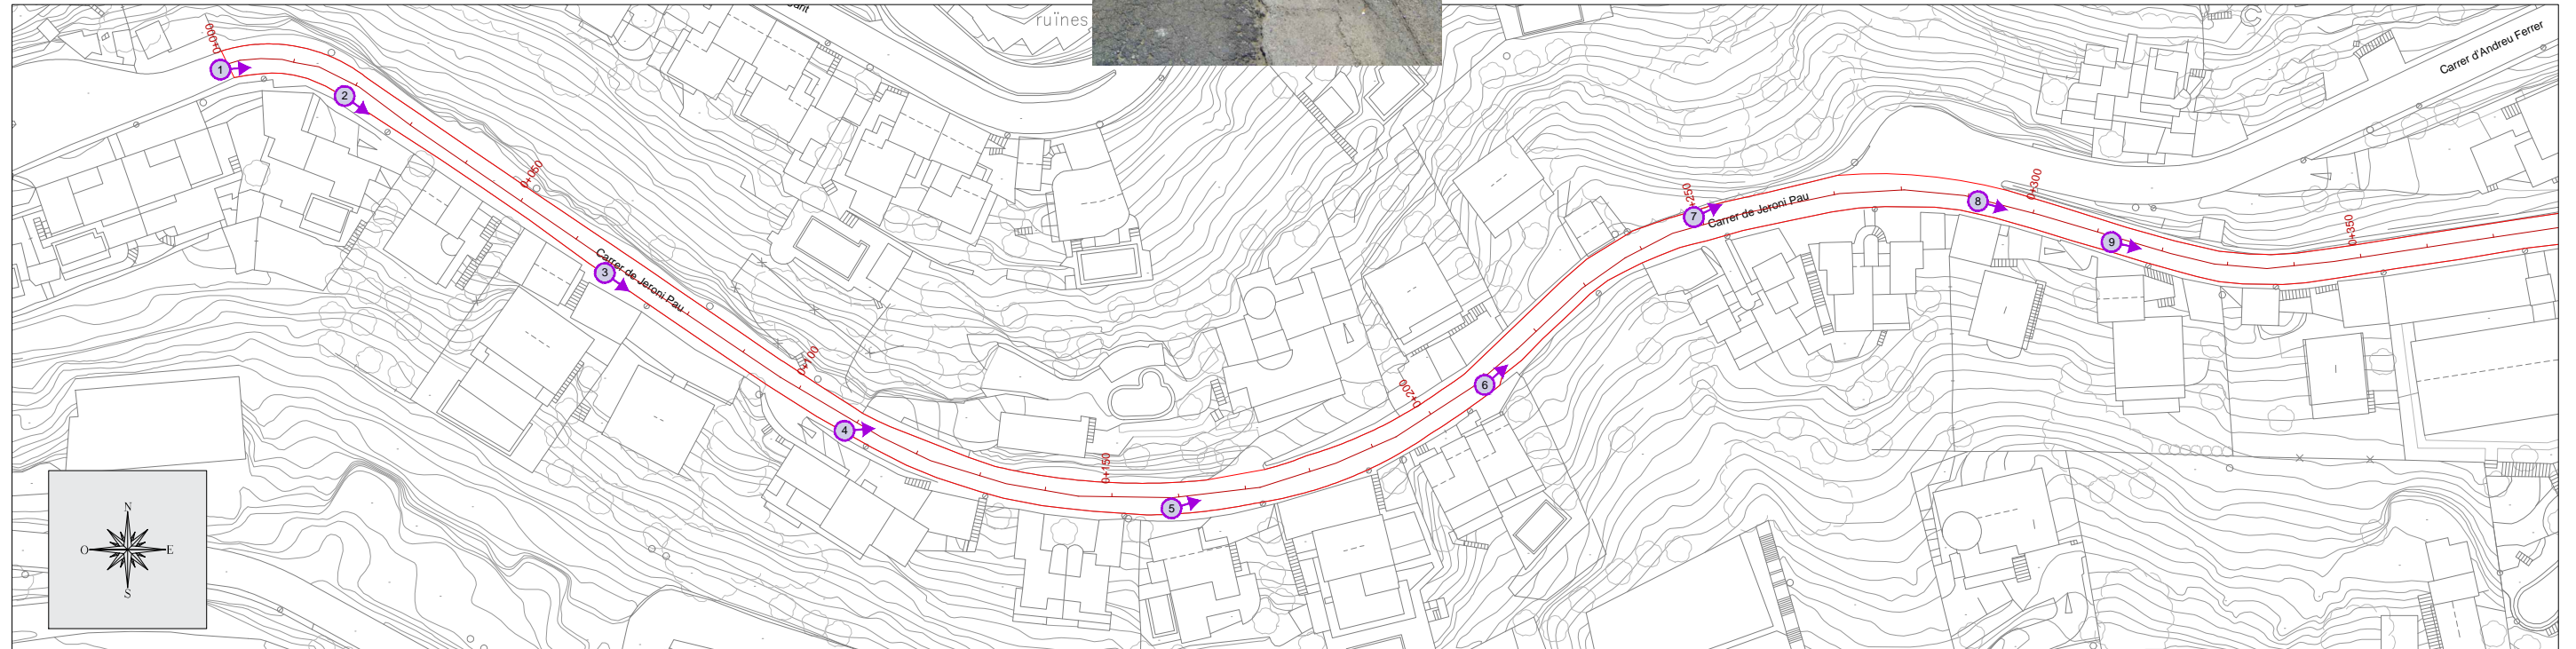 ruïnes
Carrer d'Andreu Ferrer
0+000
1
2
0+050
3
Carrer de Jeroni Pau
0+100
4
0+150
5
0+200
6
0+250
7
Carrer de Jeroni Pau
8
0+300
9
0+350
N
O
E
S